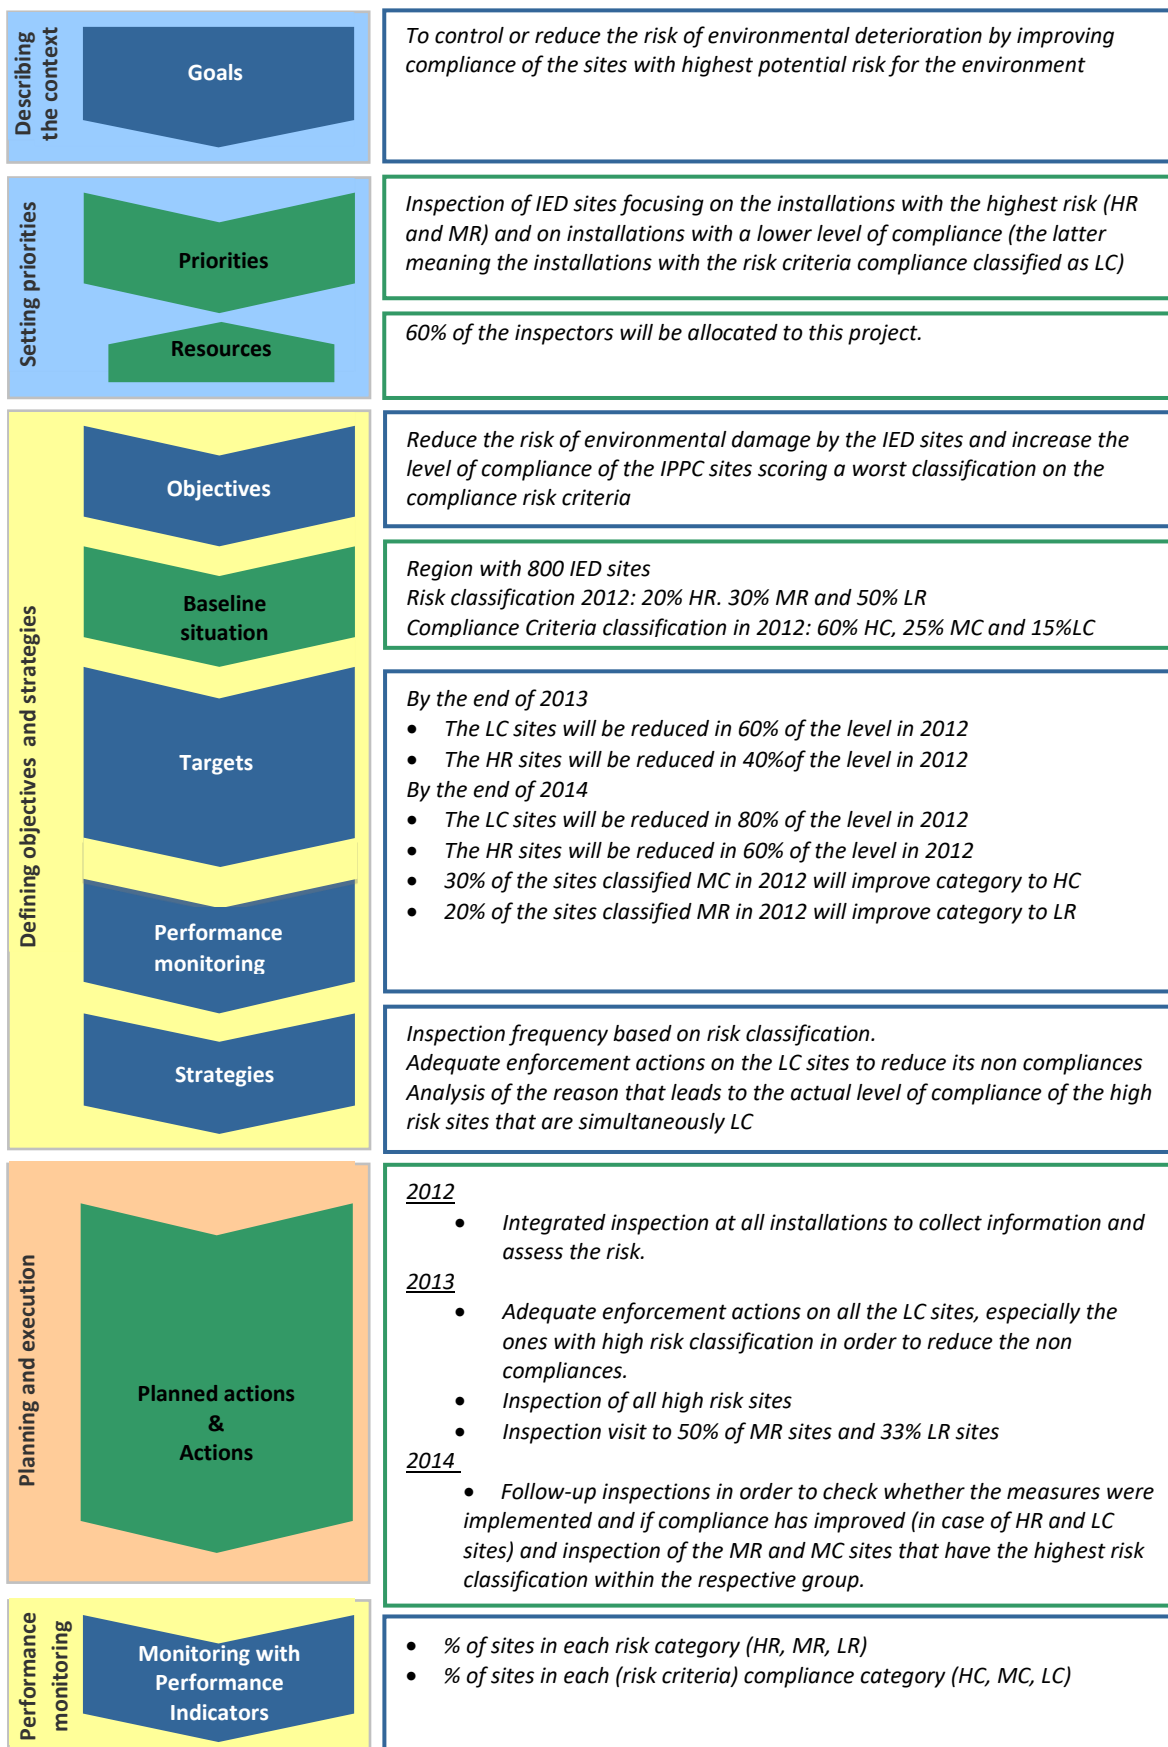 Describing
the context
Goals
To control or reduce the risk of environmental deterioration by improving
compliance of the sites with highest potential risk for the environment
Setting priorities
Priorities
Inspection of IED sites focusing on the installations with the highest risk (HR
and MR) and on installations with a lower level of compliance (the latter
meaning the installations with the risk criteria compliance classified as LC)
Resources
60% of the inspectors will be allocated to this project.
Defining objectives and strategies
Objectives
Reduce the risk of environmental damage by the IED sites and increase the
level of compliance of the IPPC sites scoring a worst classification on the
compliance risk criteria
Baseline
situation
Region with 800 IED sites
Risk classification 2012: 20% HR. 30% MR and 50% LR
Compliance Criteria classification in 2012: 60% HC, 25% MC and 15%LC
Targets
By the end of 2013
• The LC sites will be reduced in 60% of the level in 2012
• The HR sites will be reduced in 40%of the level in 2012
By the end of 2014
• The LC sites will be reduced in 80% of the level in 2012
• The HR sites will be reduced in 60% of the level in 2012
• 30% of the sites classified MC in 2012 will improve category to HC
• 20% of the sites classified MR in 2012 will improve category to LR
Performance
monitoring
Strategies
Inspection frequency based on risk classification.
Adequate enforcement actions on the LC sites to reduce its non compliances
Analysis of the reason that leads to the actual level of compliance of the high
risk sites that are simultaneously LC
Planning and execution
Planned actions
&
Actions
2012
• Integrated inspection at all installations to collect information and
assess the risk.
2013
• Adequate enforcement actions on all the LC sites, especially the
ones with high risk classification in order to reduce the non
compliances.
• Inspection of all high risk sites
• Inspection visit to 50% of MR sites and 33% LR sites
2014
• Follow-up inspections in order to check whether the measures were
implemented and if compliance has improved (in case of HR and LC
sites) and inspection of the MR and MC sites that have the highest risk
classification within the respective group.
Performance
monitoring
Monitoring with
Performance
Indicators
• % of sites in each risk category (HR, MR, LR)
• % of sites in each (risk criteria) compliance category (HC, MC, LC)